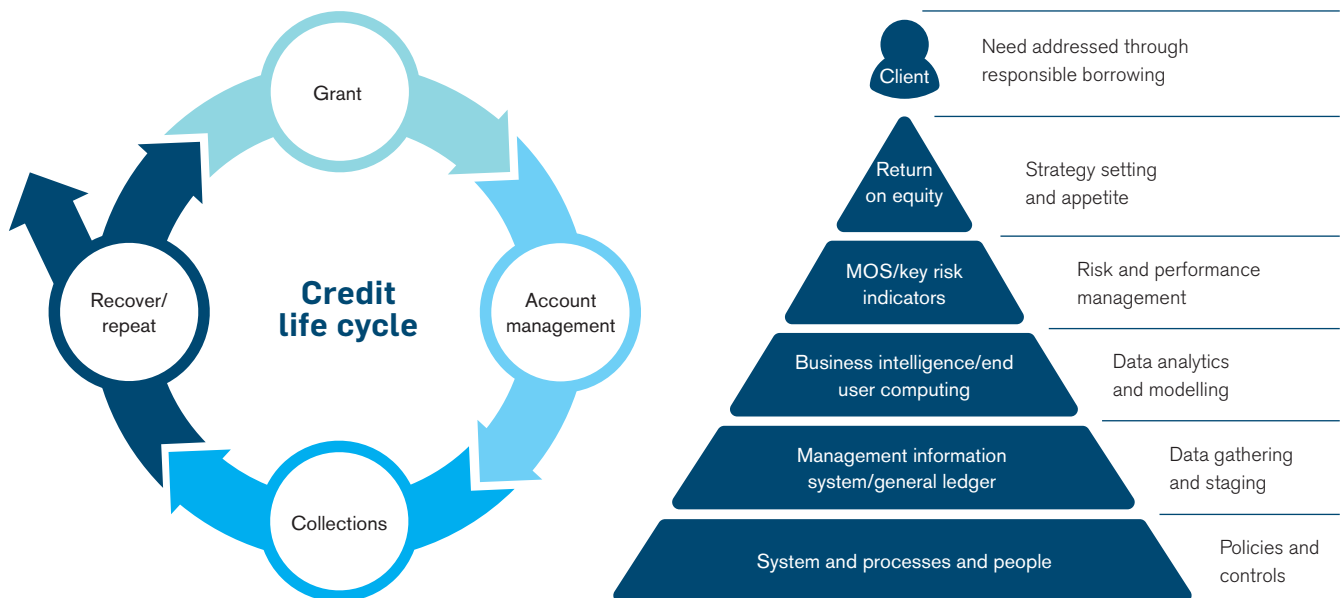 Grant
Account
management
Collections
Recover/
repeat
Credit
life cycle
Client
Need addressed through
responsible borrowing
Return
on equity
Strategy setting
and appetite
MOS/key risk
indicators
Risk and performance
management
Business intelligence/end
user computing
Data analytics
and modelling
Management information
system/general ledger
Data gathering
and staging
System and processes and people
Policies and
controls